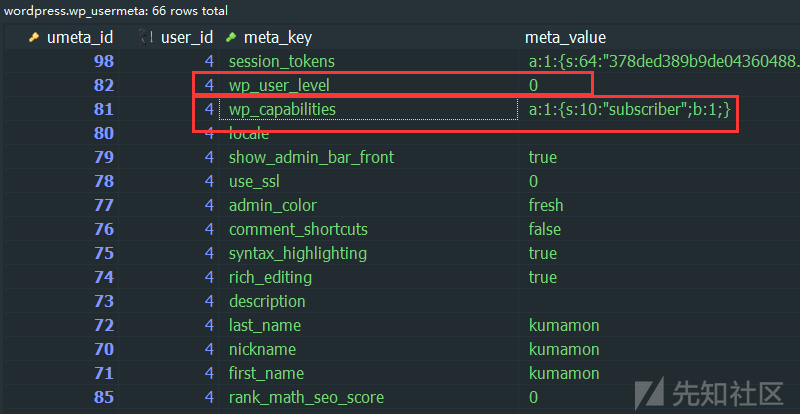 wordpress.wp_usermeta: 66 rows total
umeta_id user_id meta_key meta_value
98 4 session_tokens a:1:{s:64:"378ded389b9de04360488...
82 4 wp_user_level 0
81 4 wp_capabilities a:1:{s:10:"subscriber";b:1;}
80 4 locale
79 4 show_admin_bar_front true
78 4 use_ssl 0
77 4 admin_color fresh
76 4 comment_shortcuts false
75 4 syntax_highlighting true
74 4 rich_editing true
73 4 description
72 4 last_name kumamon
70 4 nickname kumamon
71 4 first_name kumamon
85 4 rank_math_seo_score 0
先知社区